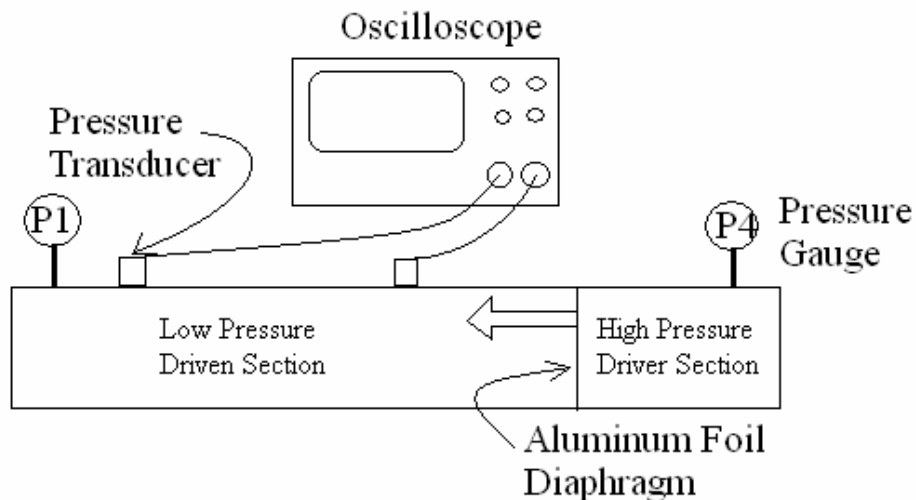 Oscilloscope
Pressure
Transducer
P1
P4
Pressure
Gauge
Low Pressure
Driven Section
High Pressure
Driver Section
Aluminum Foil
Diaphragm